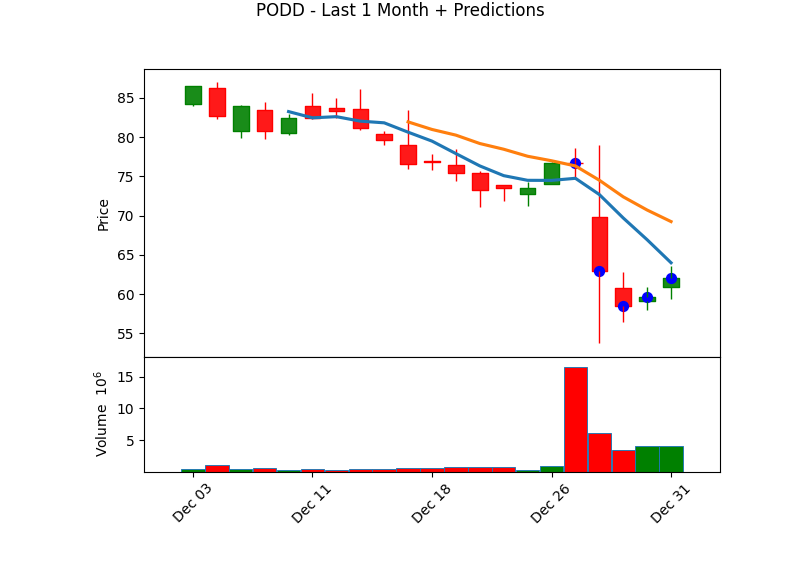 PODD - Last 1 Month + Predictions
85
80
75
70
65
60
55
Price
15
10
5
Volume 10^6
Dec 03
Dec 11
Dec 18
Dec 26
Dec 31